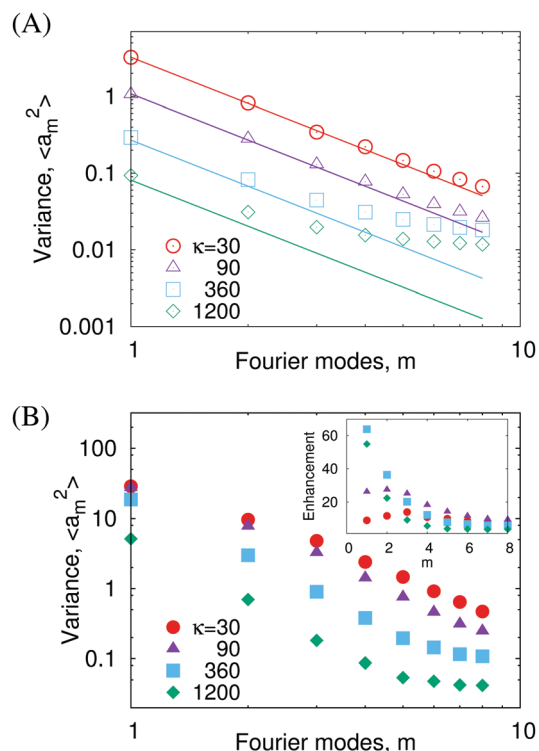 (A)
1
0.1
0.01
0.001
Variance, <a_m^2>
κ=30
90
360
1200
1
10
Fourier modes, m
(B)
100
10
1
0.1
Variance, <a_m^2>
κ=30
90
360
1200
Enhancement
60
40
20
0 2 4 6 8
m
1
10
Fourier modes, m